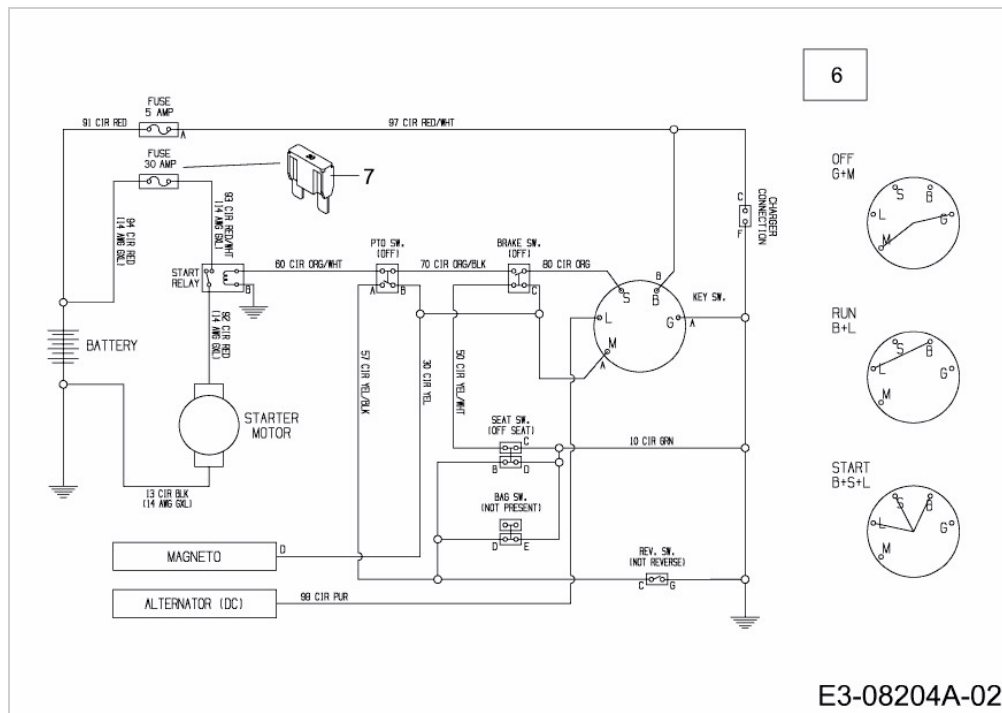 6
FUSE
5 AMP
91 CIR RED
A
97 CIR RED/WHT
FUSE
30 AMP
7
94 CIR RED
(14 AWG GXL)
93 CIR RED/WHT
(14 AWG GXL)
START
RELAY
B
60 CIR ORG/WHT
PTO SW.
(OFF)
A
B
70 CIR ORG/BLK
BRAKE SW.
(OFF)
C
80 CIR ORG
C
F
CHARGER
CONNECTION
B
S
B
L
G
M
A
A
KEY SW.
BATTERY
92 CIR RED
(14 AWG GXL)
STARTER
MOTOR
13 CIR BLK
(14 AWG GXL)
57 CIR YEL/BLK
30 CIR YEL
50 CIR YEL/WHT
SEAT SW.
(OFF SEAT)
C
B
D
10 CIR GRN
BAG SW.
(NOT PRESENT)
D
E
REV. SW.
(NOT REVERSE)
C
G
MAGNETO
D
ALTERNATOR (DC)
98 CIR PUR
OFF
G+M
S
B
L
G
M
RUN
B+L
S
B
L
G
M
START
B+S+L
S
B
L
G
M
E3-08204A-02